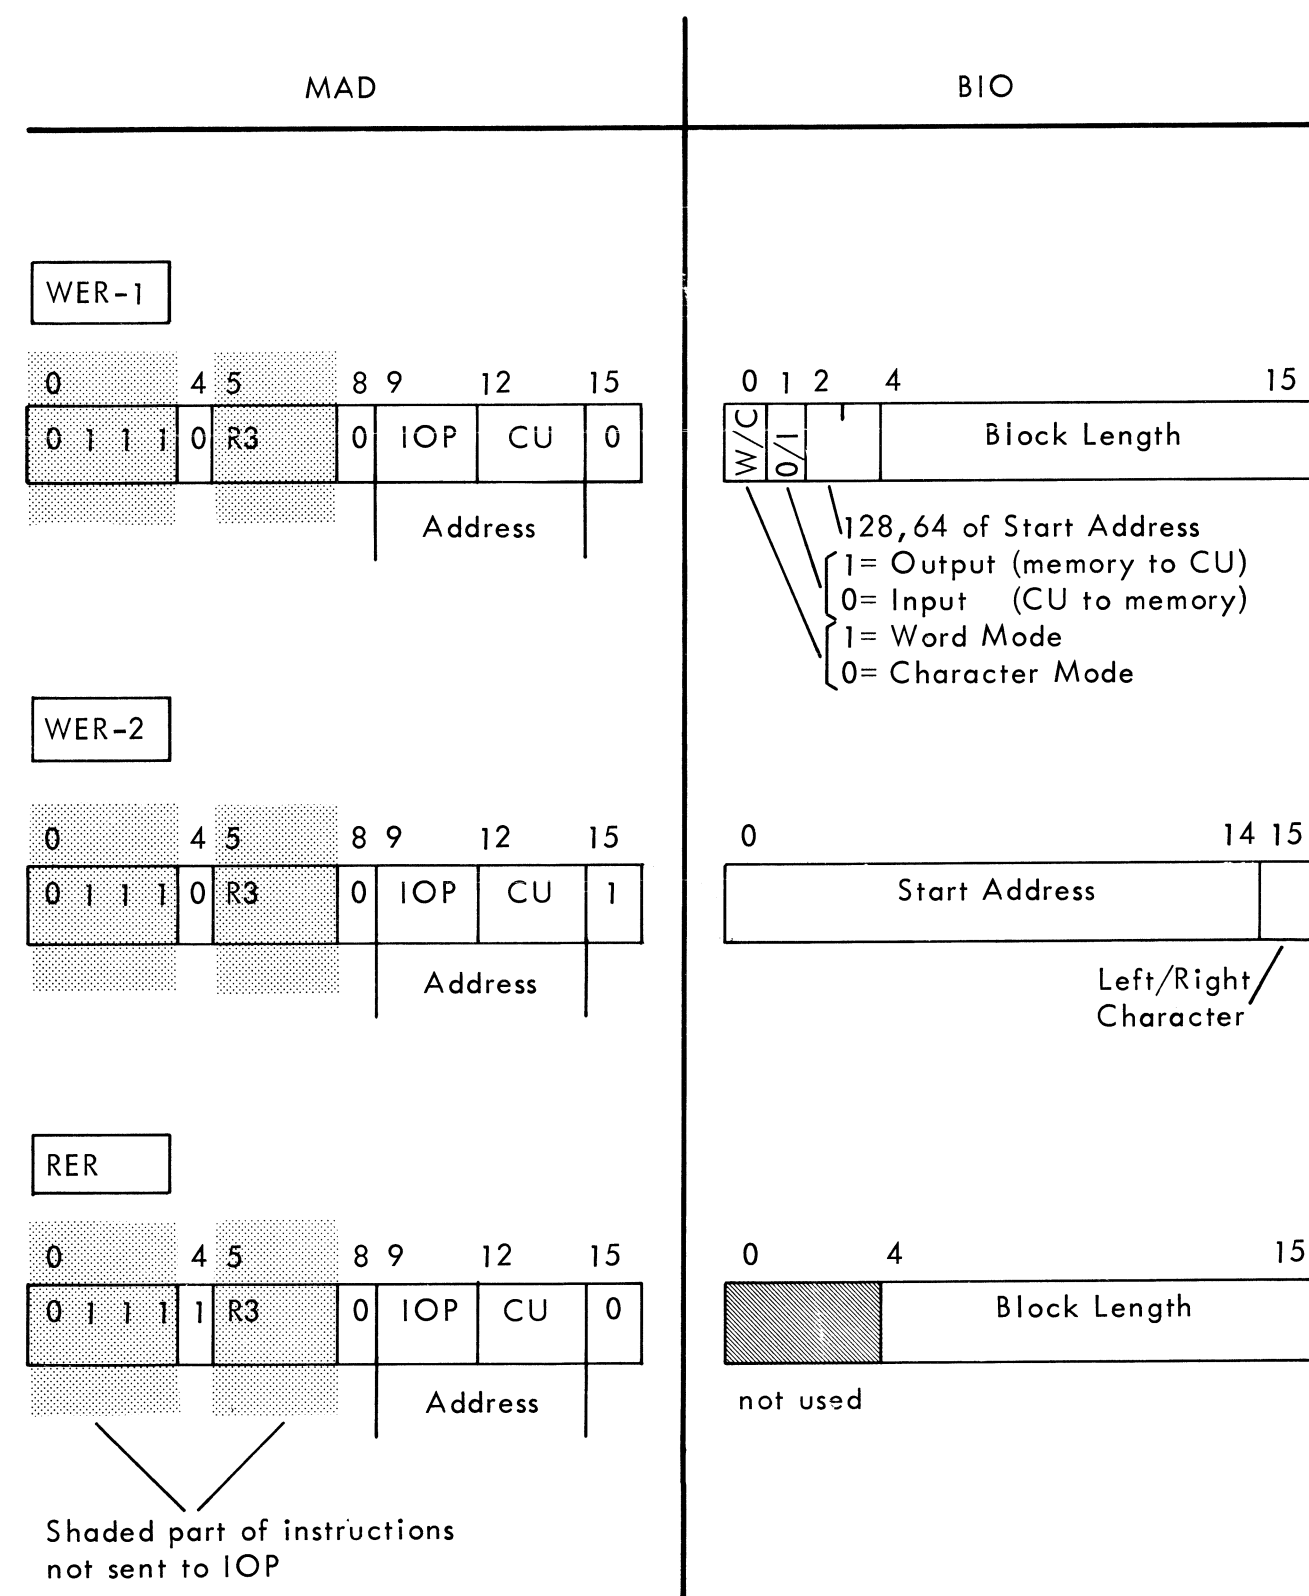 MAD BIO
WER-1
0 4 5 8 9 12 15 0 1 2 4 15
0 1 1 1 0 R3 0 IOP CU 0 W/C 0/I Block Length
Address
128,64 of Start Address
1= Output (memory to CU)
0= Input (CU to memory)
1= Word Mode
0= Character Mode
WER-2
0 4 5 8 9 12 15 0 14 15
0 1 1 1 0 R3 0 IOP CU 1 Start Address
Address
Left/Right
Character
RER
0 4 5 8 9 12 15 0 4 15
0 1 1 1 1 R3 0 IOP CU 0 Block Length
Address
not used
Shaded part of instructions
not sent to IOP